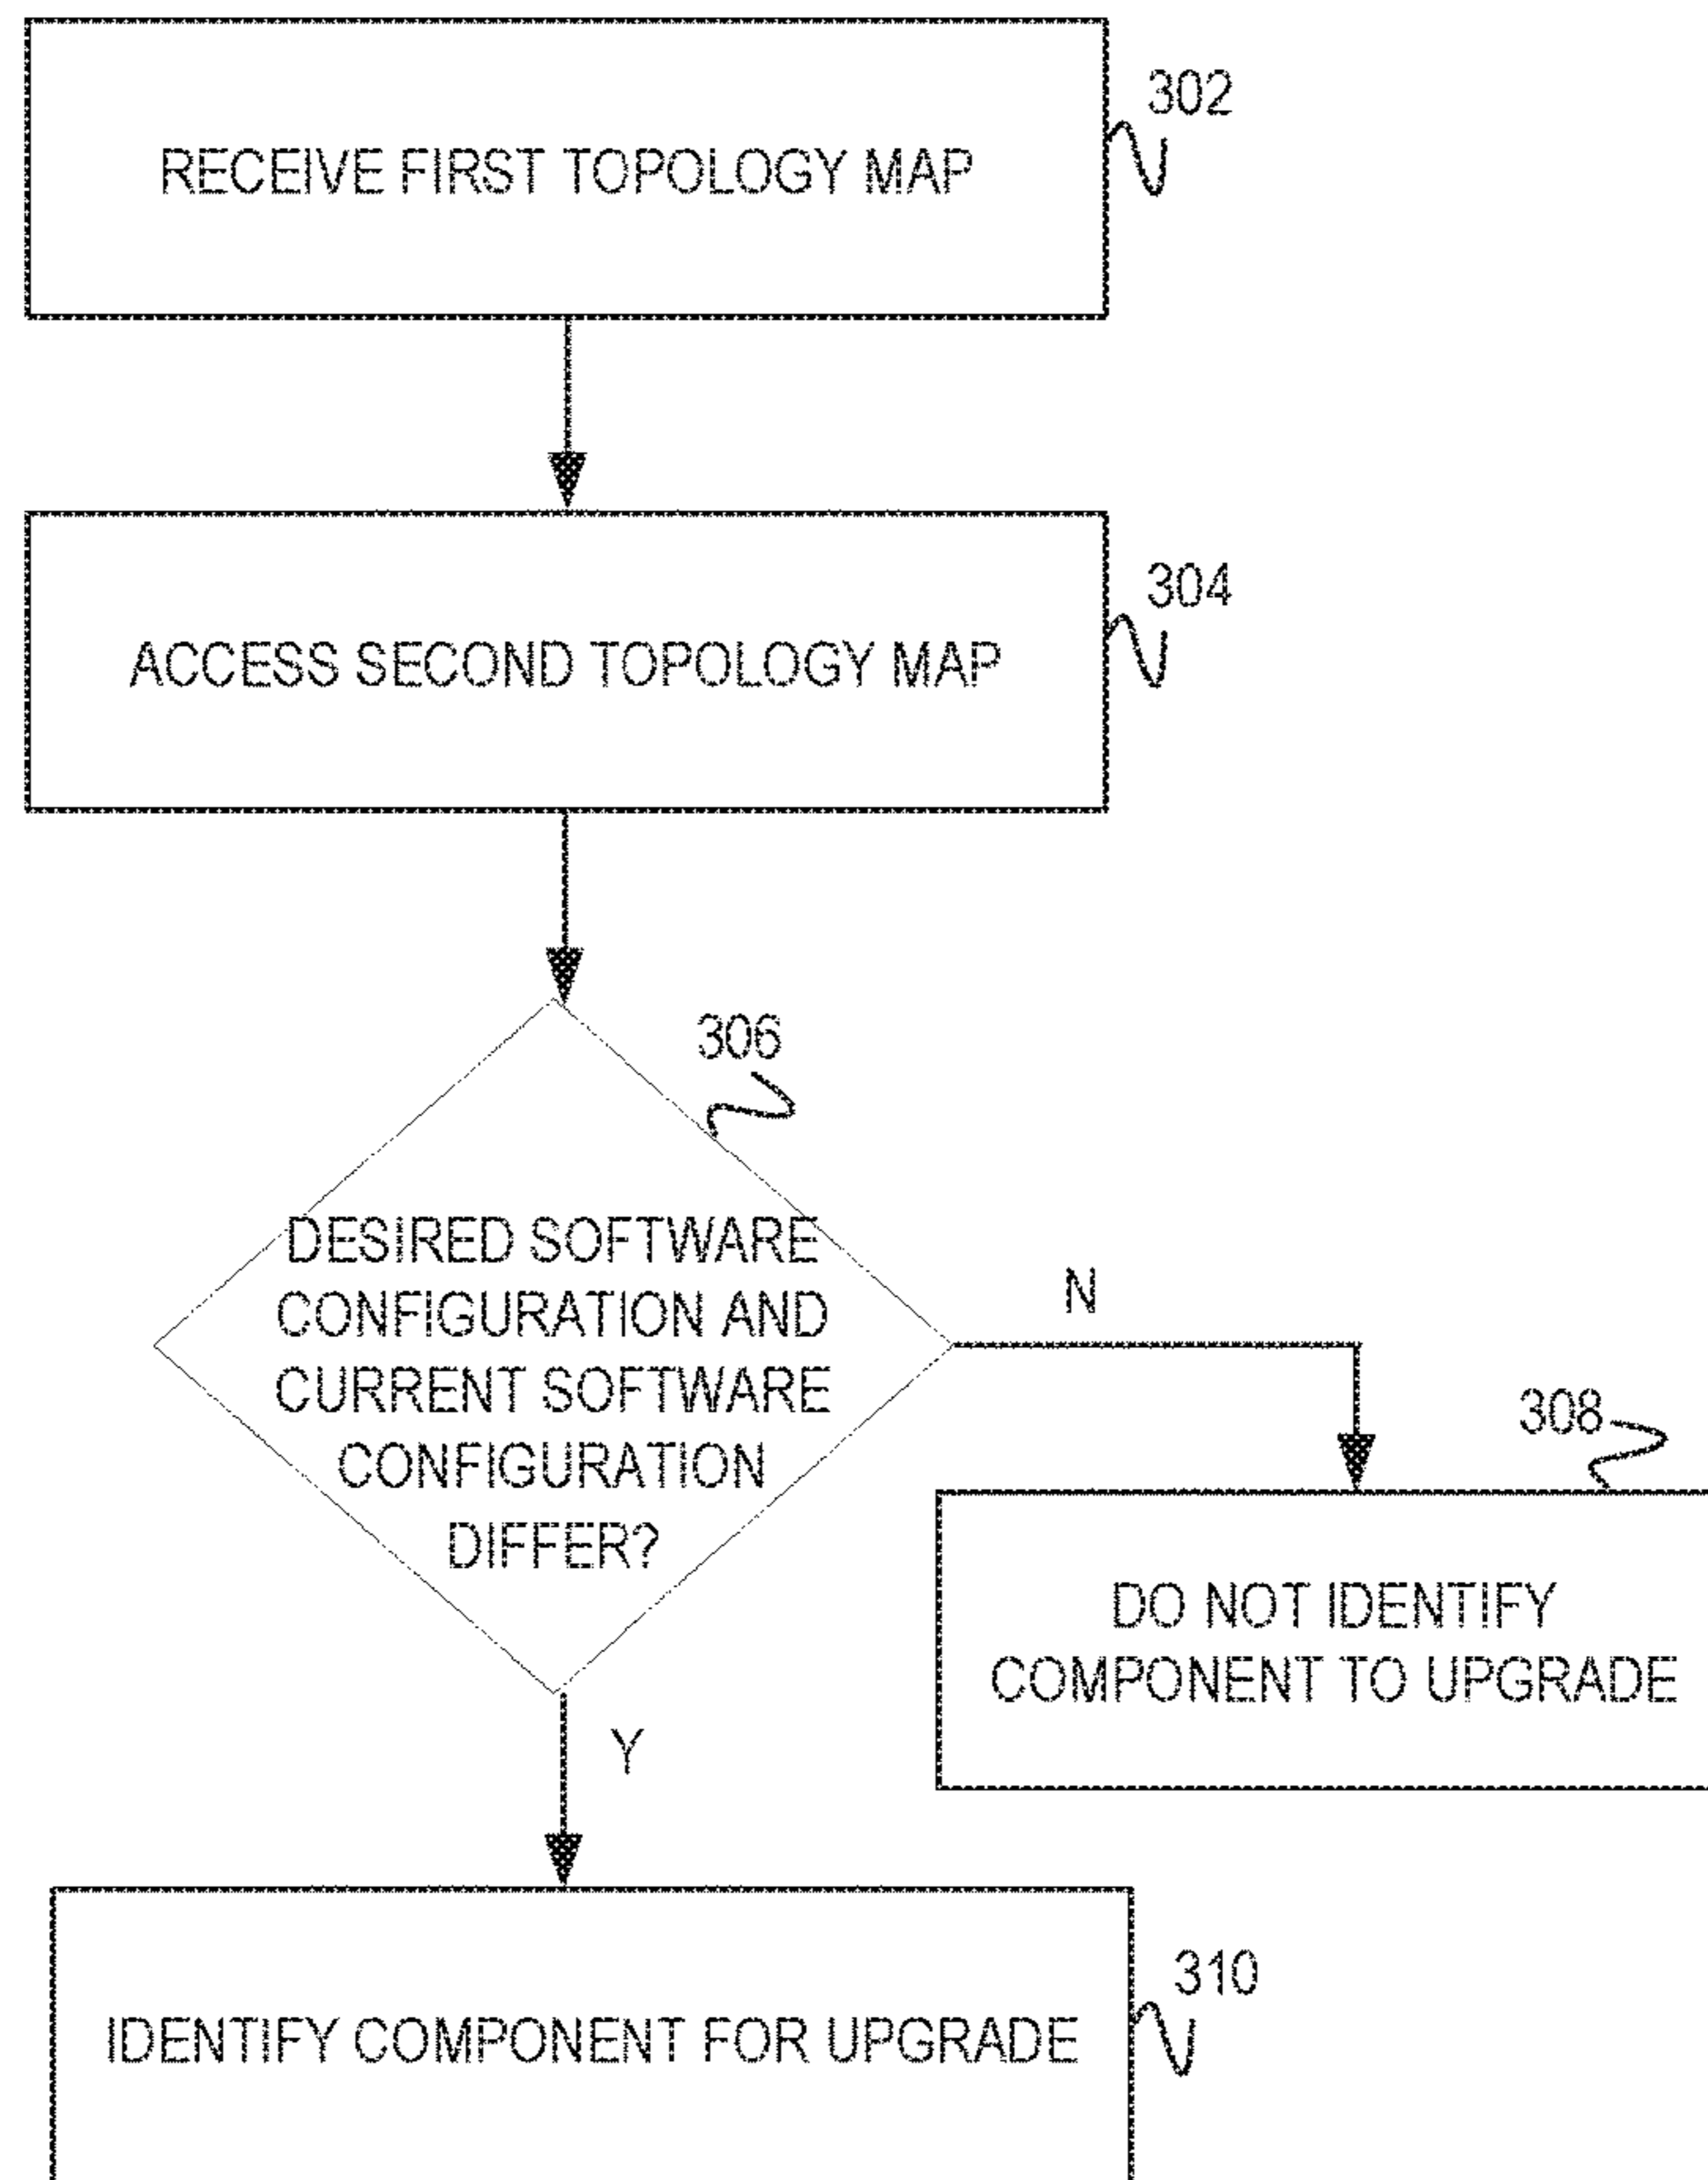 302
RECEIVE FIRST TOPOLOGY MAP
304
ACCESS SECOND TOPOLOGY MAP
306
DESIRED SOFTWARE
CONFIGURATION AND
CURRENT SOFTWARE
CONFIGURATION
DIFFER?
N
308
DO NOT IDENTIFY
COMPONENT TO UPGRADE
Y
310
IDENTIFY COMPONENT FOR UPGRADE